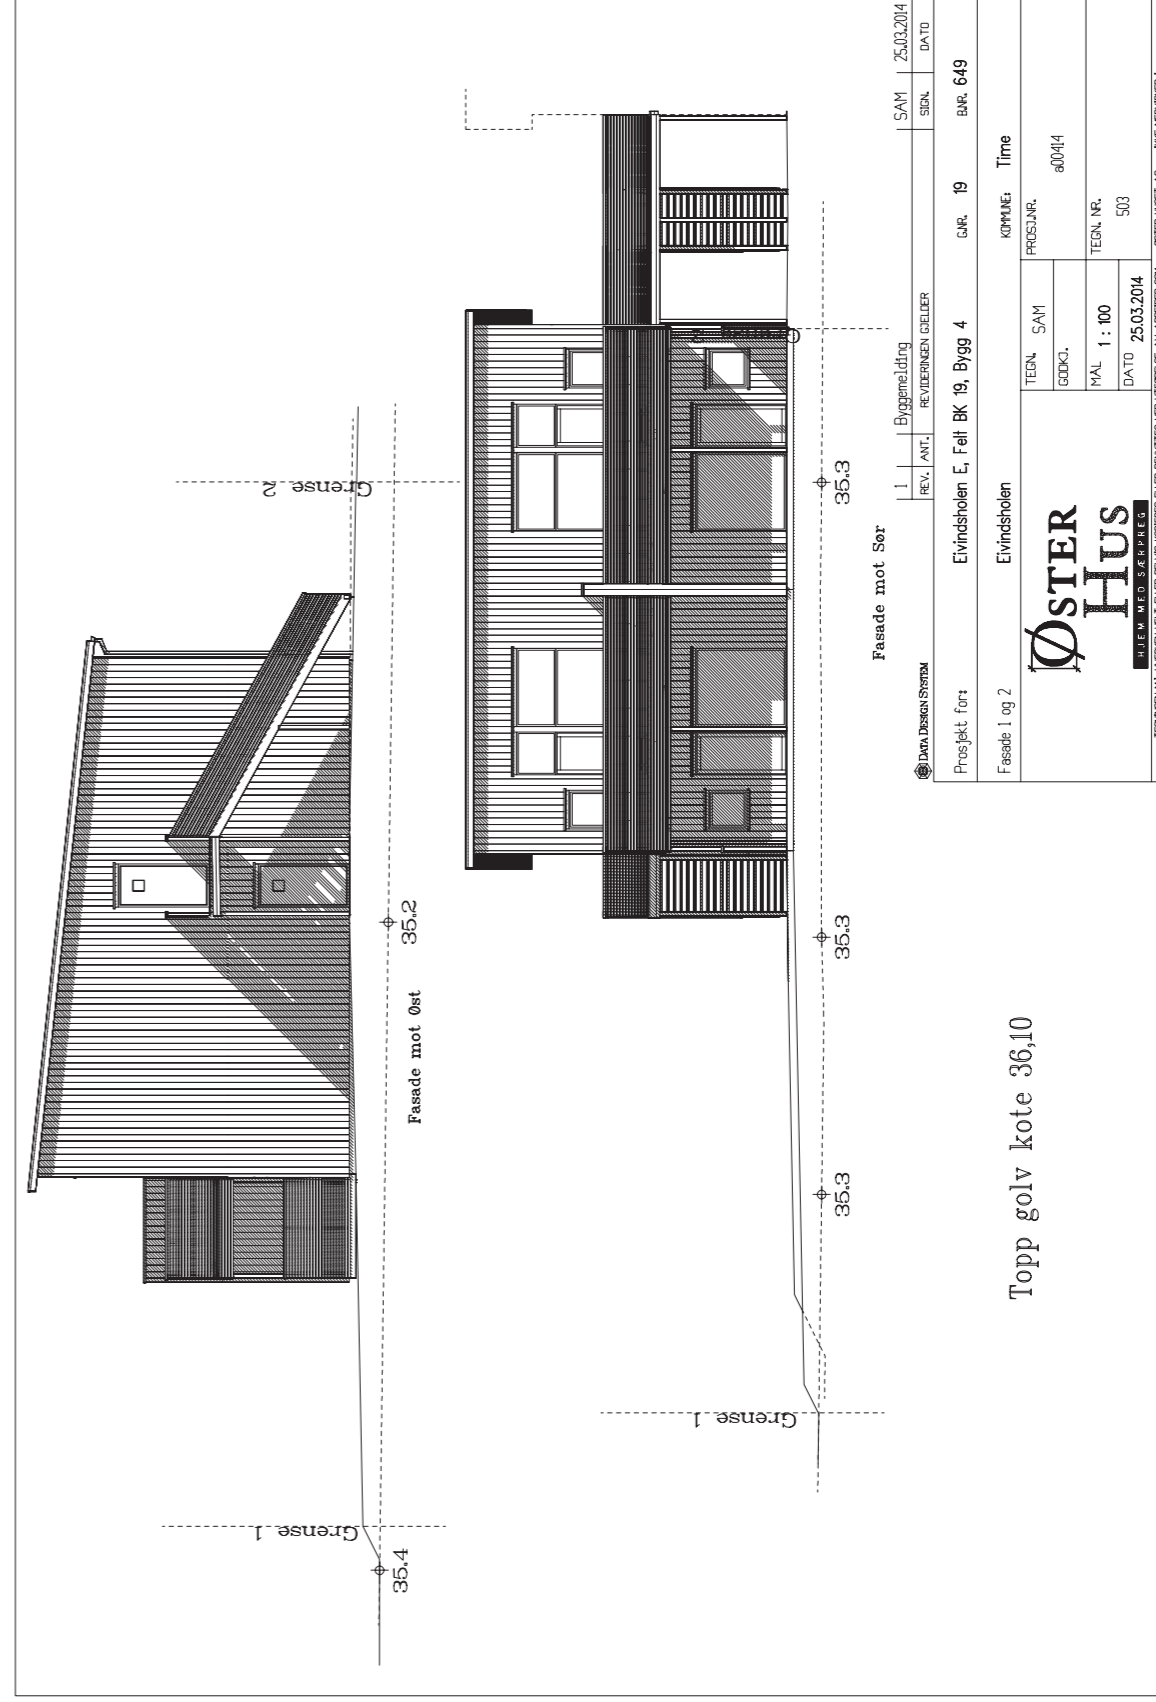 Grense 1
35.4
35.2
Grense 2
Fasade mot Øst
Grense 1
35.3
35.3
35.3
Fasade mot Sør
Topp golv kote 36,10
1 Byggemelding SAM 25.03.2014
REV. ANT. REVIDERINGEN GJELDER SIGN. DATO
DATA DESIGN SYSTEM
Prosjekt for: Eivindsholen E, Felt BK 19, Bygg 4 G.NR. 19 B.NR. 649
Fasade 1 og 2 Eivindsholen KOMMUNE: Time
ØSTER
HUS
HJEM MED SÆRPREG
TEGN. SAM PROSJ.NR. a00414
GODKJ.
MÅL 1 : 100 TEGN. NR. 503
DATO 25.03.2014